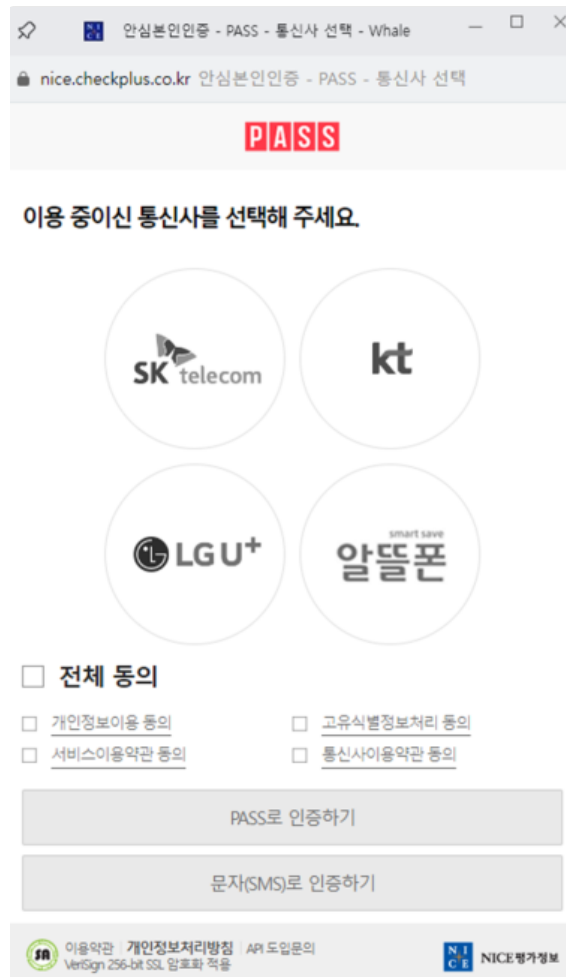 안심본인인증 - PASS - 통신사 선택 - Whale
nice.checkplus.co.kr 안심본인인증 - PASS - 통신사 선택
PASS
이용 중이신 통신사를 선택해 주세요.
SK telecom
kt
LG U+
smart save
알뜰폰
전체 동의
개인정보이용 동의 고유식별정보처리 동의
서비스이용약관 동의 통신사이용약관 동의
PASS로 인증하기
문자(SMS)로 인증하기
이용약관 개인정보처리방침 API 도입문의
VeriSign 256-bit SSL 암호화 적용
NICE NICE평가정보